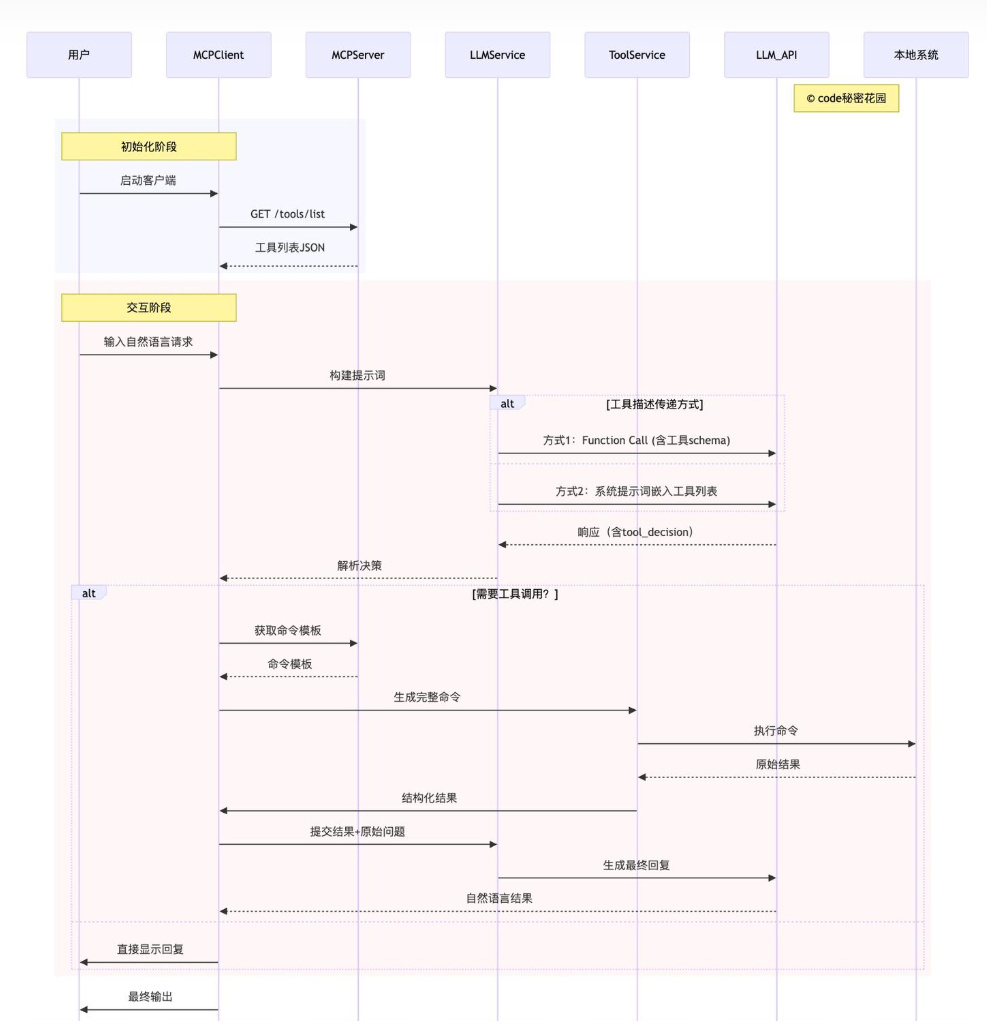 用户
MCPClient
MCPServer
LLMService
ToolService
LLM_API
本地系统
© code秘密花园
初始化阶段
启动客户端
GET /tools/list
工具列表JSON
交互阶段
输入自然语言请求
构建提示词
alt
[工具描述传递方式]
方式1：Function Call (含工具schema)
方式2：系统提示词嵌入工具列表
响应（含tool_decision）
解析决策
alt
[需要工具调用？]
获取命令模板
命令模板
生成完整命令
执行命令
原始结果
结构化结果
提交结果+原始问题
生成最终回复
自然语言结果
直接显示回复
最终输出